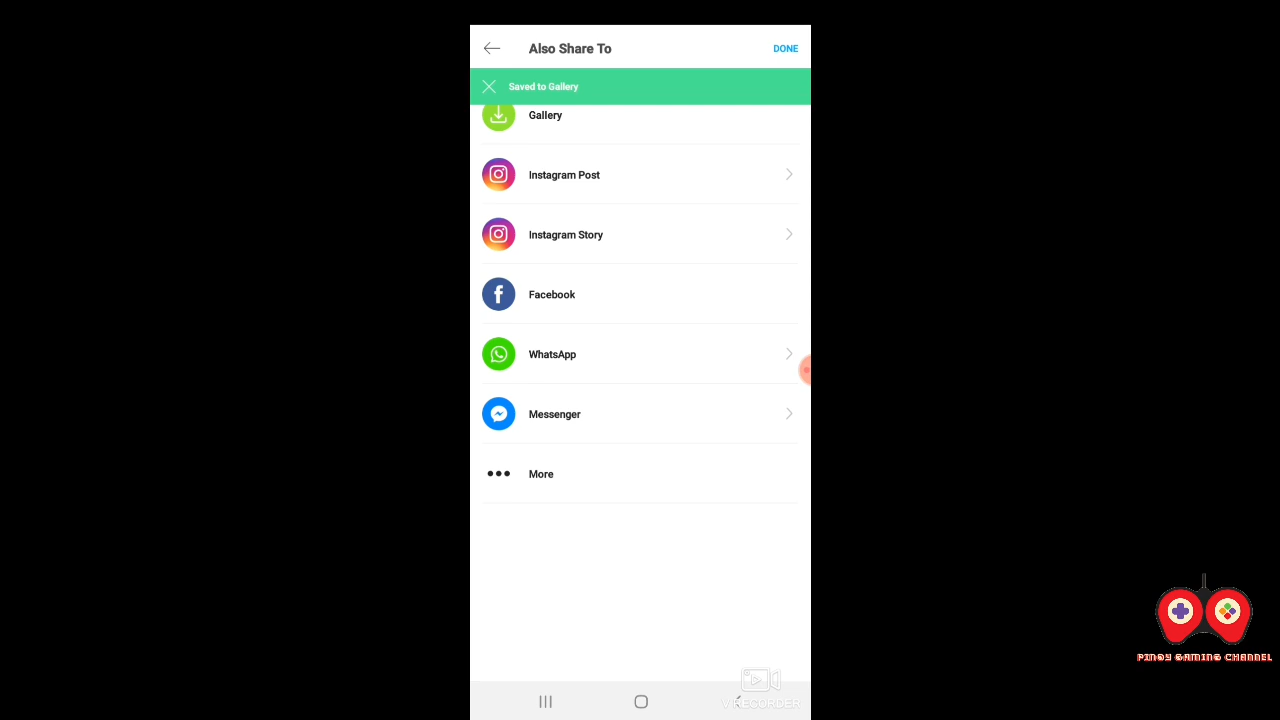 Also Share To
DONE
Saved to Gallery
Gallery
Instagram Post
Instagram Story
Facebook
WhatsApp
Messenger
More
V RECORDER
PINOY GAMING CHANNEL